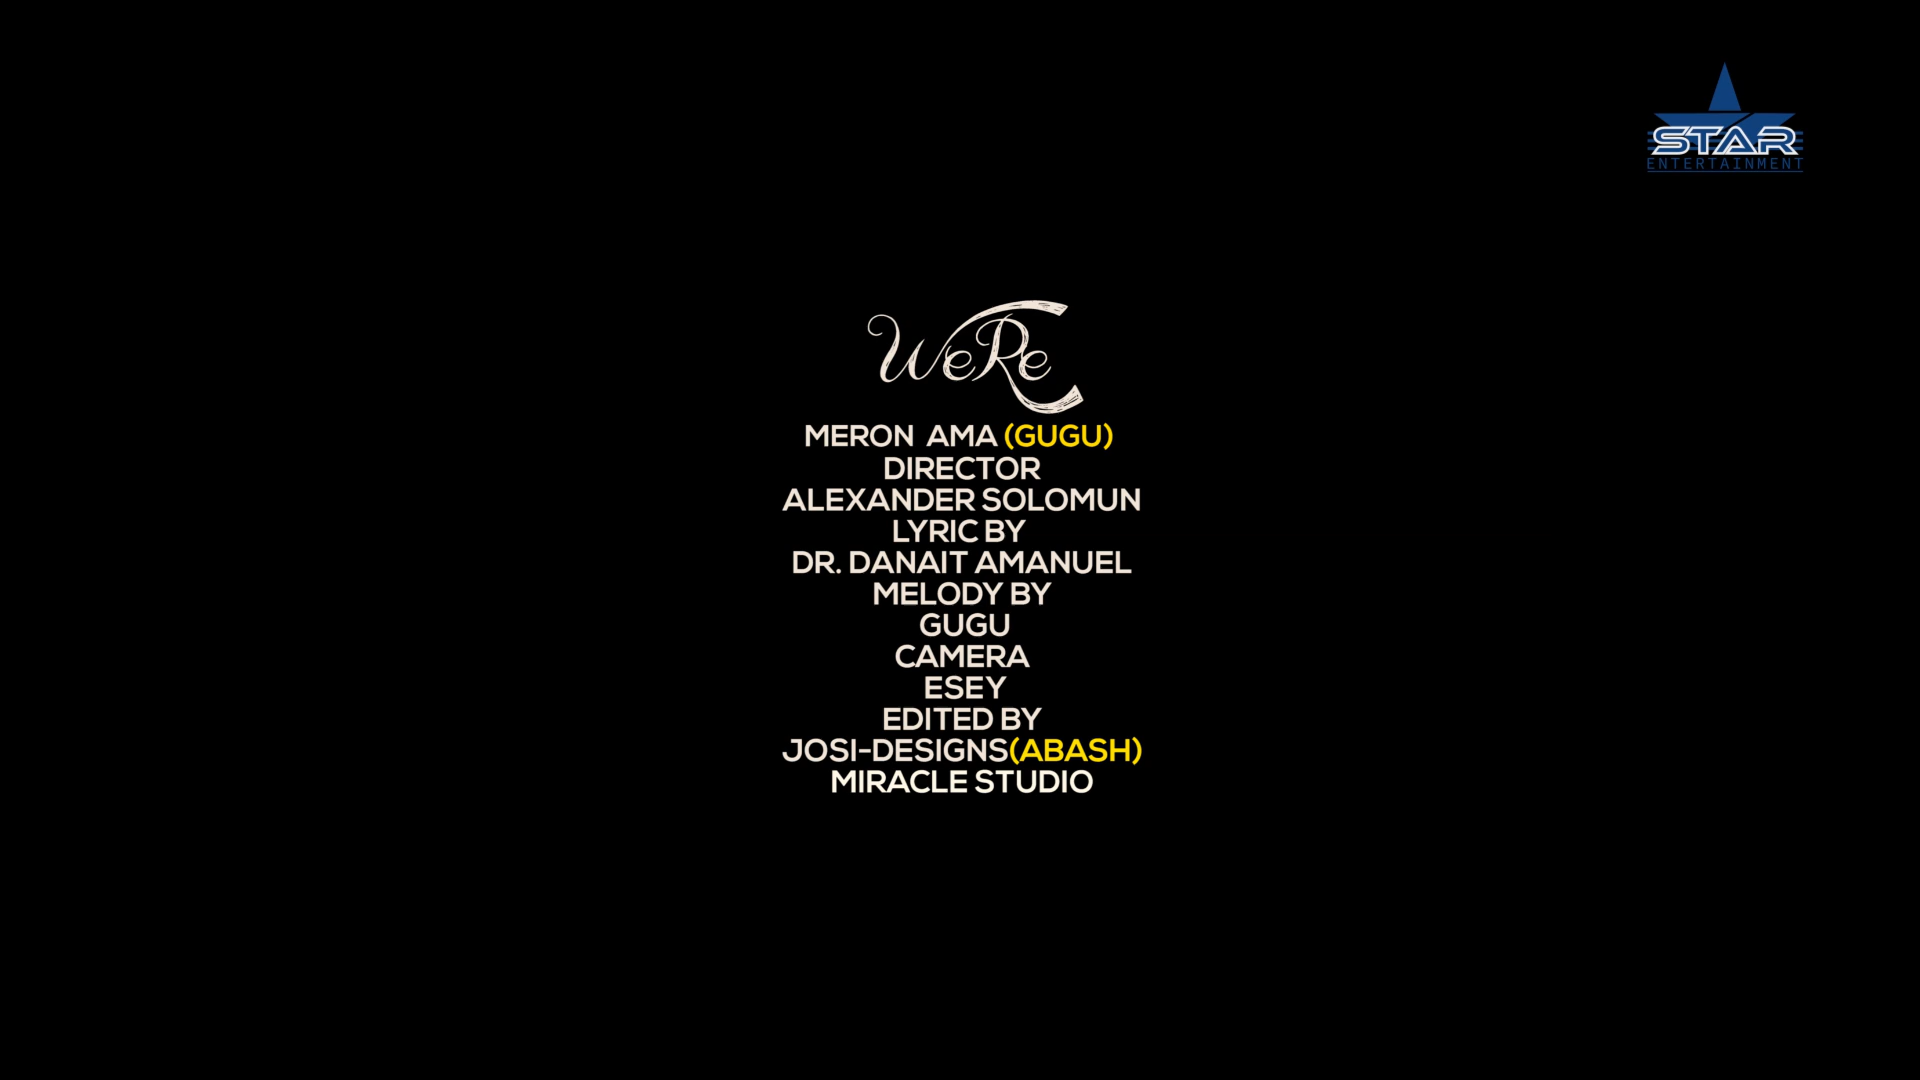 STAR
ENTERTAINMENT
WeRe
MERON AMA (GUGU)
DIRECTOR
ALEXANDER SOLOMUN
LYRIC BY
DR. DANAIT AMANUEL
MELODY BY
GUGU
CAMERA
ESEY
EDITED BY
JOSI-DESIGNS(ABASH)
MIRACLE STUDIO